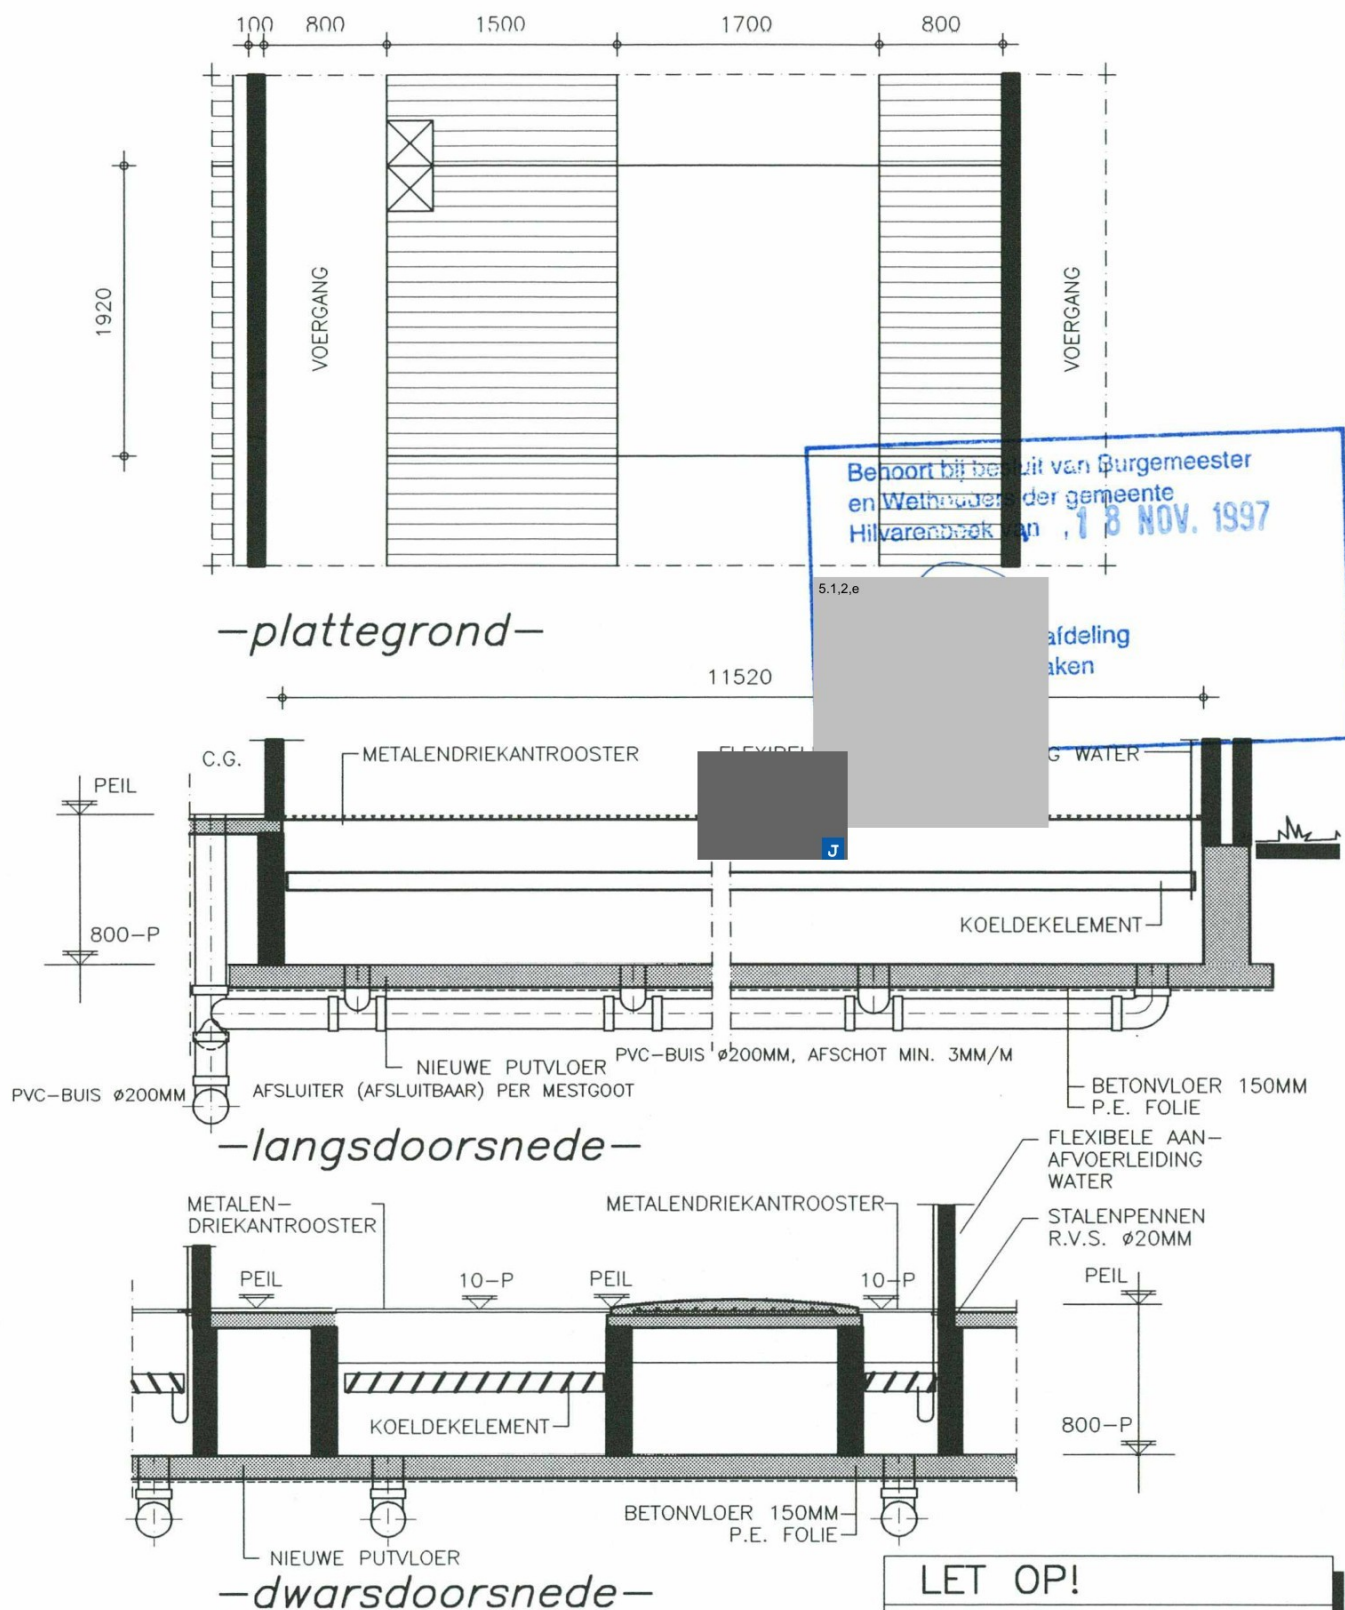 100 800 1500 1700 800
1920
VOERGANG
VOERGANG
Behoort bij besluit van Burgemeester
en Wethouders der gemeente
Hilvarenbeek van , 1 8 NOV. 1997
5.1,2,e
afdeling
aken
-plattegrond-
11520
C.G.
METALENDRIEKANTROOSTER
WATER
PEIL
J
800-P
KOELDEKELEMENT
NIEUWE PUTVLOER
PVC-BUIS ø200MM, AFSCHOT MIN. 3MM/M
PVC-BUIS ø200MM
AFSLUITER (AFSLUITBAAR) PER MESTGOOT
BETONVLOER 150MM
P.E. FOLIE
-langsdoorsnede-
FLEXIBELE AAN-
AFVOERLEIDING
WATER
METALEN-
DRIEKANTROOSTER
METALENDRIEKANTROOSTER
STALENPENNEN
R.V.S. ø20MM
PEIL 10-P PEIL 10-P PEIL
KOELDEKELEMENT
800-P
BETONVLOER 150MM
P.E. FOLIE
NIEUWE PUTVLOER
-dwarsdoorsnede-
LET OP!